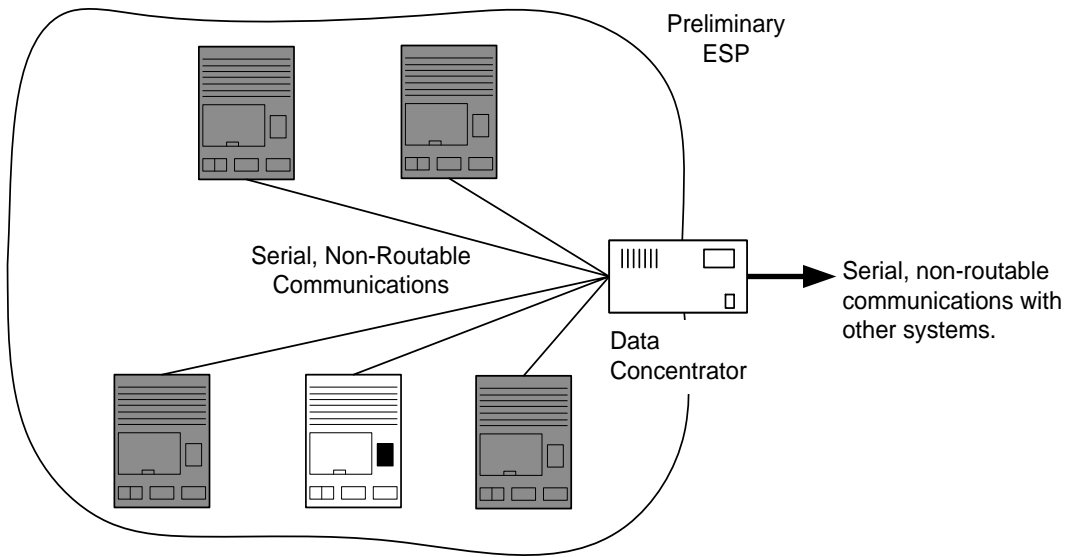 Preliminary
ESP
Serial, Non-Routable
Communications
Serial, non-routable
communications with
other systems.
Data
Concentrator